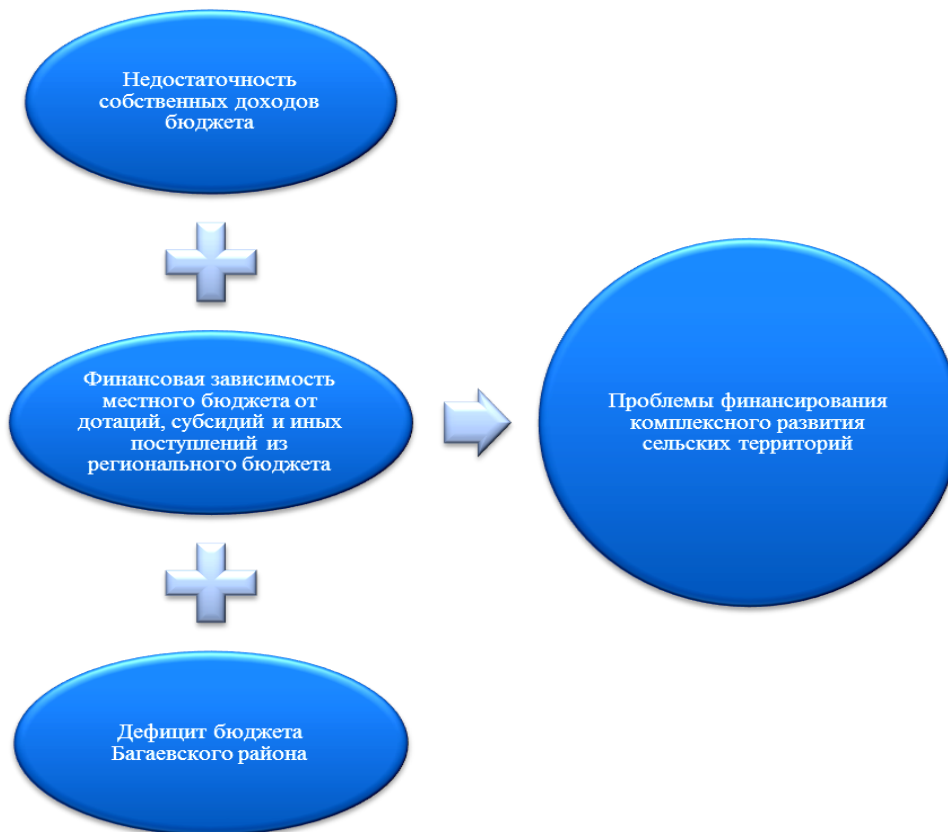 Недостаточность
собственных доходов
бюджета
Финансовая зависимость
местного бюджета от
дотаций, субсидий и иных
поступлений из
регионального бюджета
Дефицит бюджета
Багаевского района
Проблемы финансирования
комплексного развития
сельских территорий